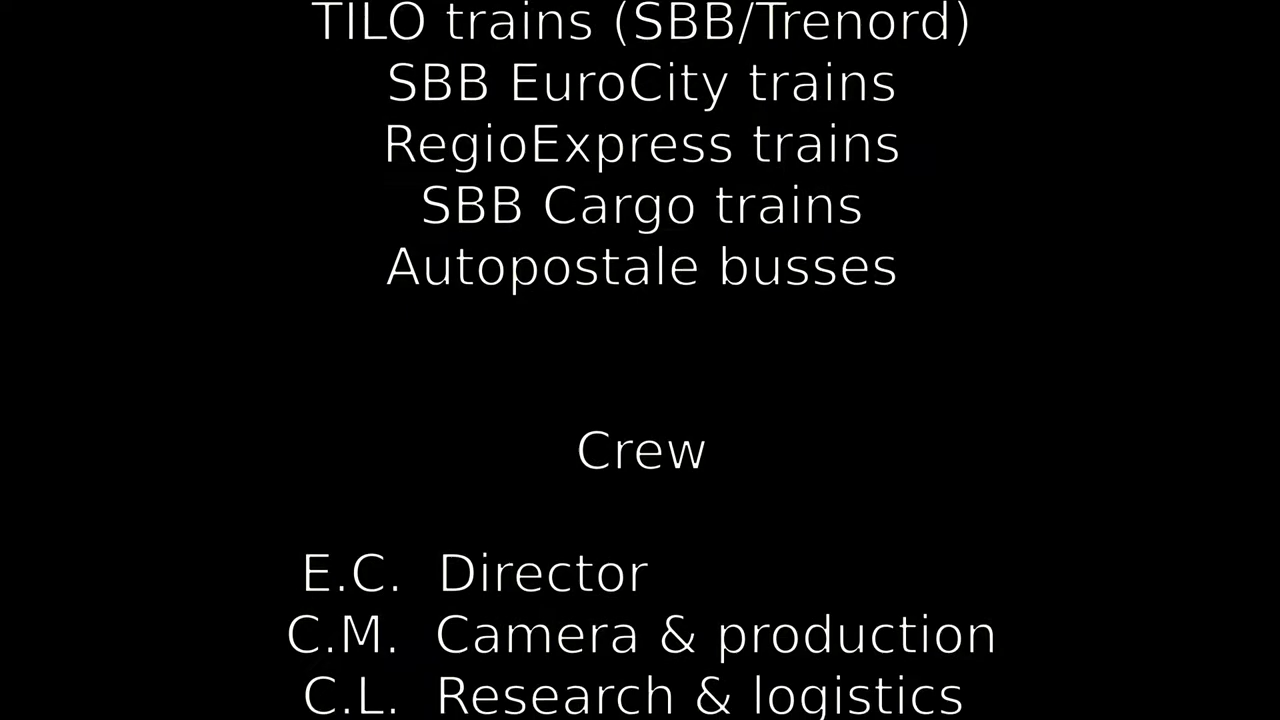 TILO trains (SBB/Trenord)
SBB EuroCity trains
RegioExpress trains
SBB Cargo trains
Autopostale busses
Crew
E.C. Director
C.M. Camera & production
C.L. Research & logistics